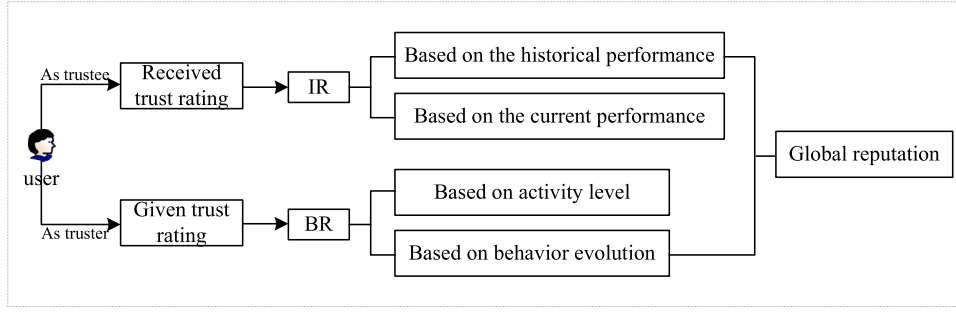 As trustee
Received
trust rating
IR
Based on the historical performance
Based on the current performance
user
Global reputation
As truster
Given trust
rating
BR
Based on activity level
Based on behavior evolution